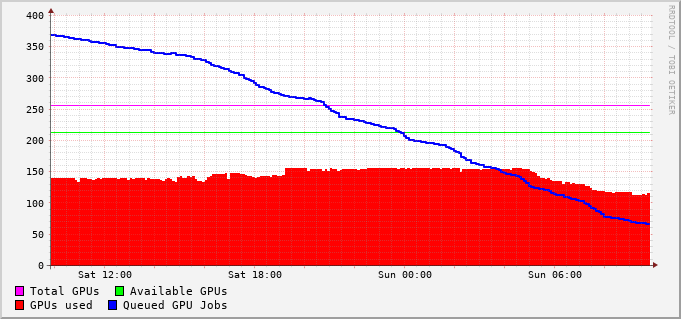 400
350
300
250
200
150
100
50
0
Sat 12:00 Sat 18:00 Sun 00:00 Sun 06:00
Total GPUs Available GPUs
GPUs used Queued GPU Jobs
RRDTOOL / TOBI OETIKER